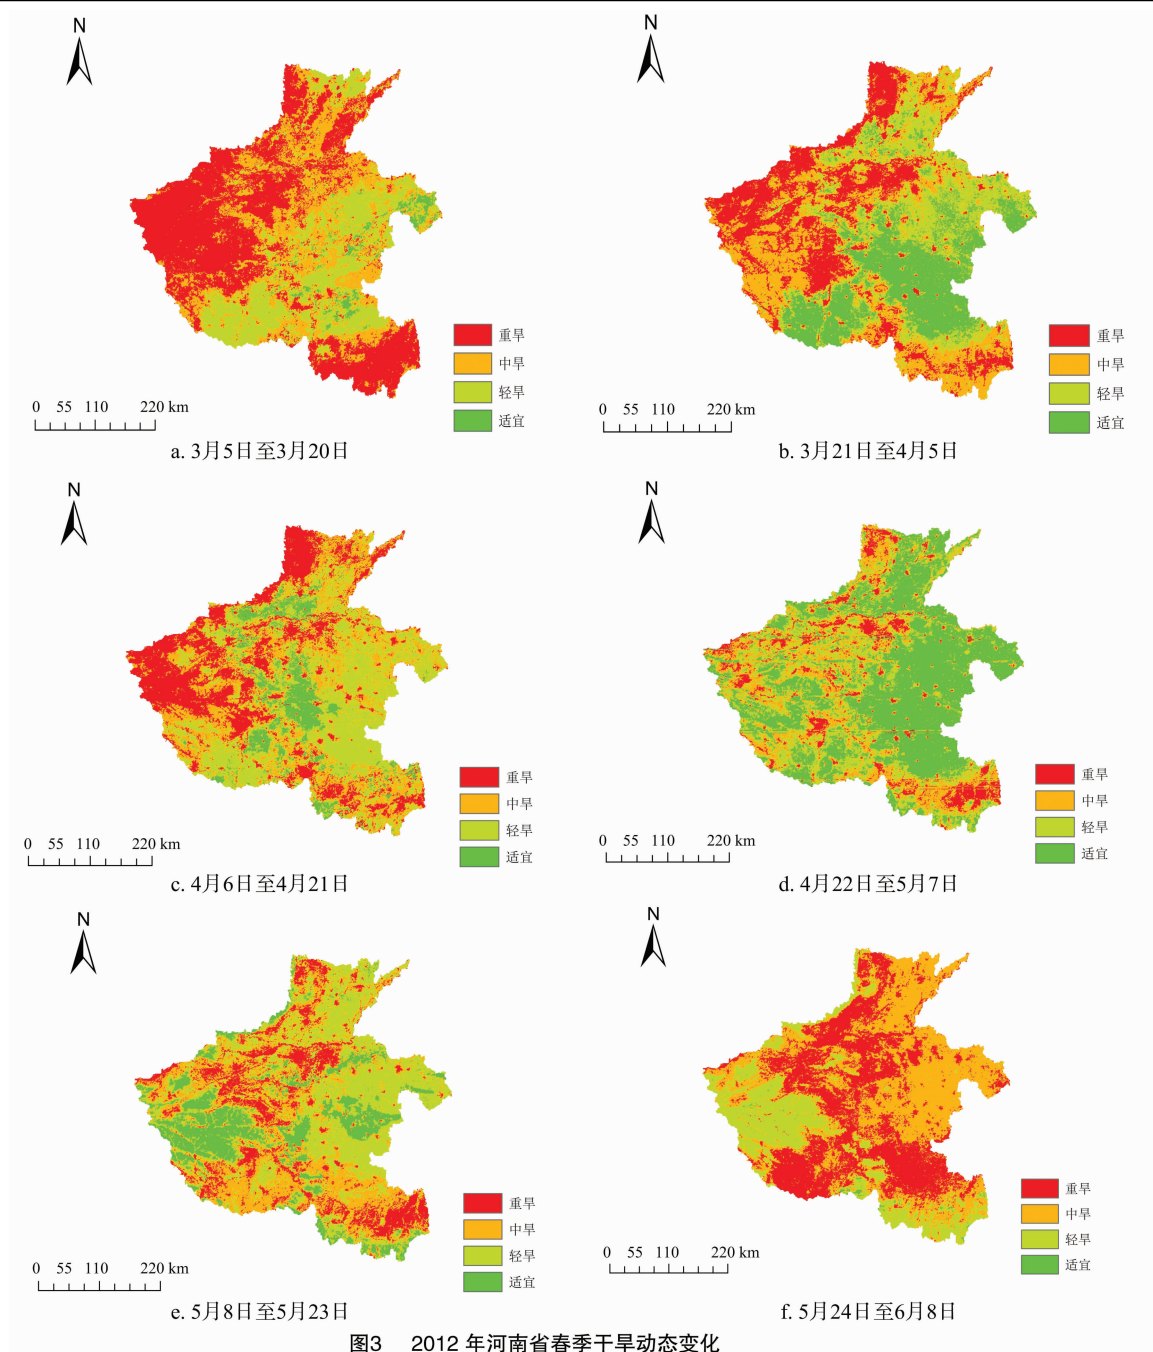 N
N
重旱
中旱
轻旱
适宜
0 55 110 220 km
重旱
中旱
轻旱
适宜
0 55 110 220 km
a. 3月5日至3月20日
b. 3月21日至4月5日
N
N
重旱
中旱
轻旱
适宜
0 55 110 220 km
重旱
中旱
轻旱
适宜
0 55 110 220 km
c. 4月6日至4月21日
d. 4月22日至5月7日
N
N
重旱
中旱
轻旱
适宜
0 55 110 220 km
重旱
中旱
轻旱
适宜
0 55 110 220 km
e. 5月8日至5月23日
f. 5月24日至6月8日
图3 2012 年河南省春季干旱动态变化